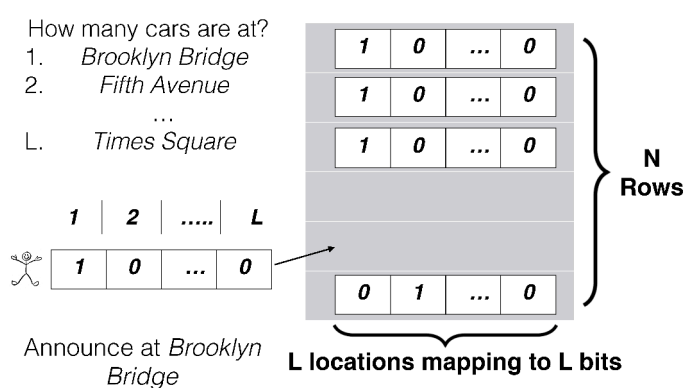 How many cars are at?
1. Brooklyn Bridge
2. Fifth Avenue
...
L. Times Square
1 2 ..... L
1 0 ... 0
Announce at Brooklyn
Bridge
1 0 ... 0
1 0 ... 0
1 0 ... 0
0 1 ... 0
N
Rows
L locations mapping to L bits